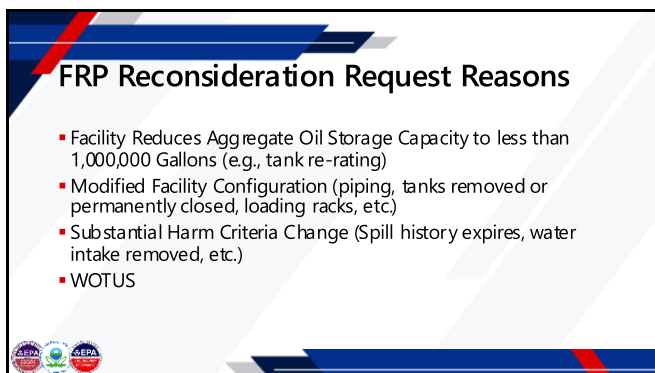 FRP Reconsideration Request Reasons
▪ Facility Reduces Aggregate Oil Storage Capacity to less than
1,000,000 Gallons (e.g., tank re-rating)
▪ Modified Facility Configuration (piping, tanks removed or
permanently closed, loading racks, etc.)
▪ Substantial Harm Criteria Change (Spill history expires, water
intake removed, etc.)
▪ WOTUS
EPA
EPA